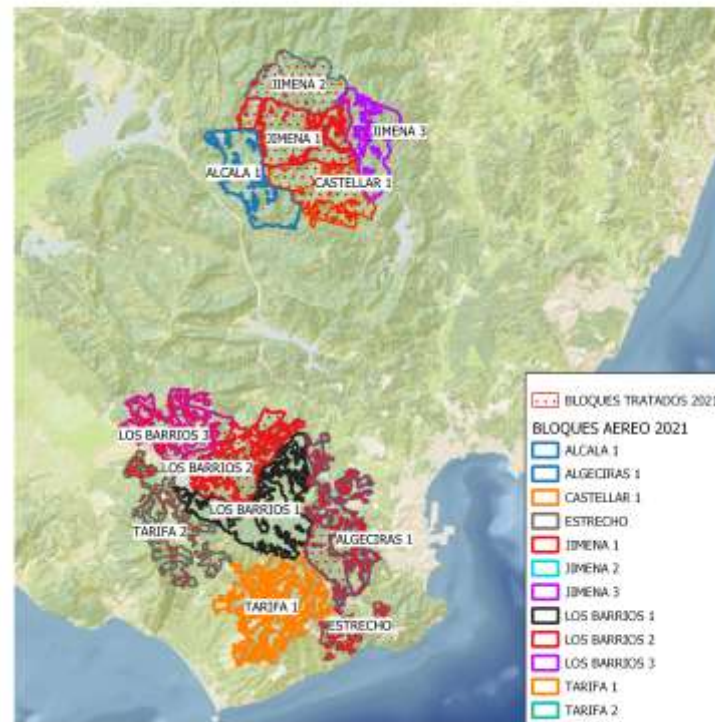 JIMENA 2
JIMENA 1
JIMENA 3
ALCALA 1
CASTELLAR 1
LOS BARRIOS 3
LOS BARRIOS 2
LOS BARRIOS 1
TARIFA 2
ALGECIRAS 1
TARIFA 1
ESTRECHO
BLOQUES TRATADOS 2021
BLOQUES AEREO 2021
ALCALA 1
ALGECIRAS 1
CASTELLAR 1
ESTRECHO
JIMENA 1
JIMENA 2
JIMENA 3
LOS BARRIOS 1
LOS BARRIOS 2
LOS BARRIOS 3
TARIFA 1
TARIFA 2